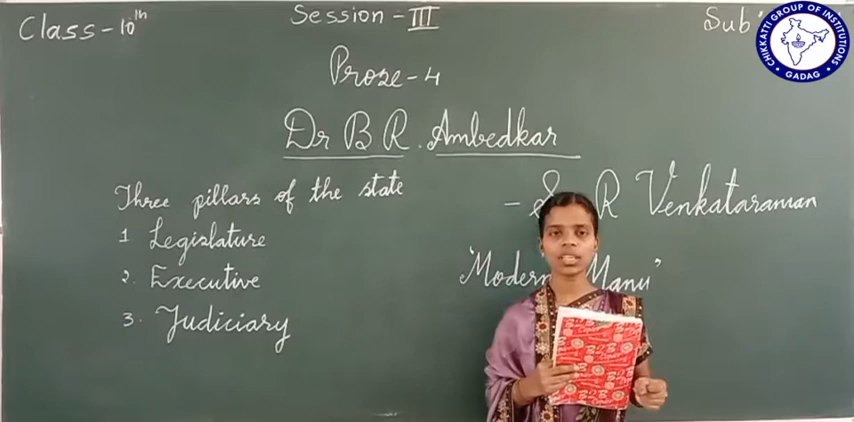 Class - 10th
Session - III
Sub
CHIKKATTI GROUP OF INSTITUTIONS
• GADAG •
Prose - 4
Dr B R. Ambedkar
- S R Venkataraman
Three pillars of the state
1 Legislature
2. Executive
3. Judiciary
'Modern Manu'